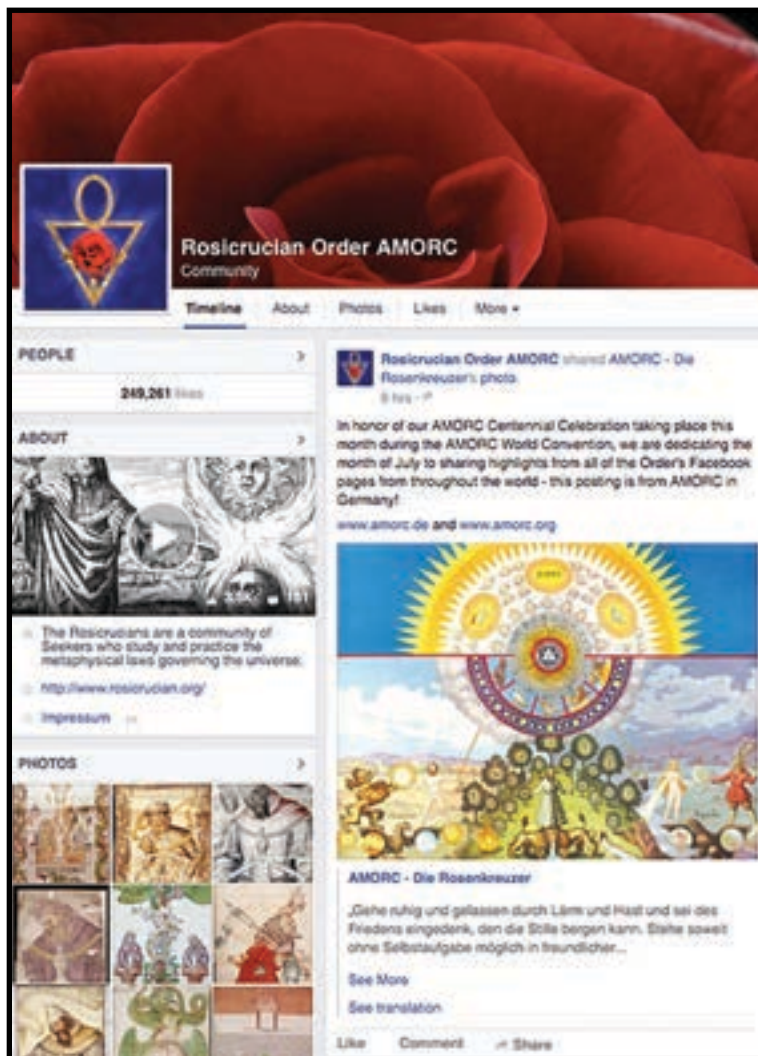 Rosicrucian Order AMORC
Community
Timeline About Photos Likes More
PEOPLE
249,261 likes
ABOUT
The Rosicrucians are a community of
Seekers who study and practice the
metaphysical laws governing the universe.
http://www.rosicrucian.org/
Impressum
PHOTOS
Rosicrucian Order AMORC shared AMORC - Die
Rosenkreuzer's photo.
In honor of our AMORC Centennial Celebration taking place this
month during the AMORC World Convention, we are dedicating the
month of July to sharing highlights from all of the Order's Facebook
pages from throughout the world - this posting is from AMORC in
Germany!
www.amorc.de and www.amorc.org
AMORC - Die Rosenkreuzer
„Gehe ruhig und gelassen durch Lärm und Hast und sei des
Friedens eingedenk, den die Stille bergen kann. Stehe soweit
ohne Selbstaufgabe möglich in freundlicher...
See More
See translation
Like Comment Share